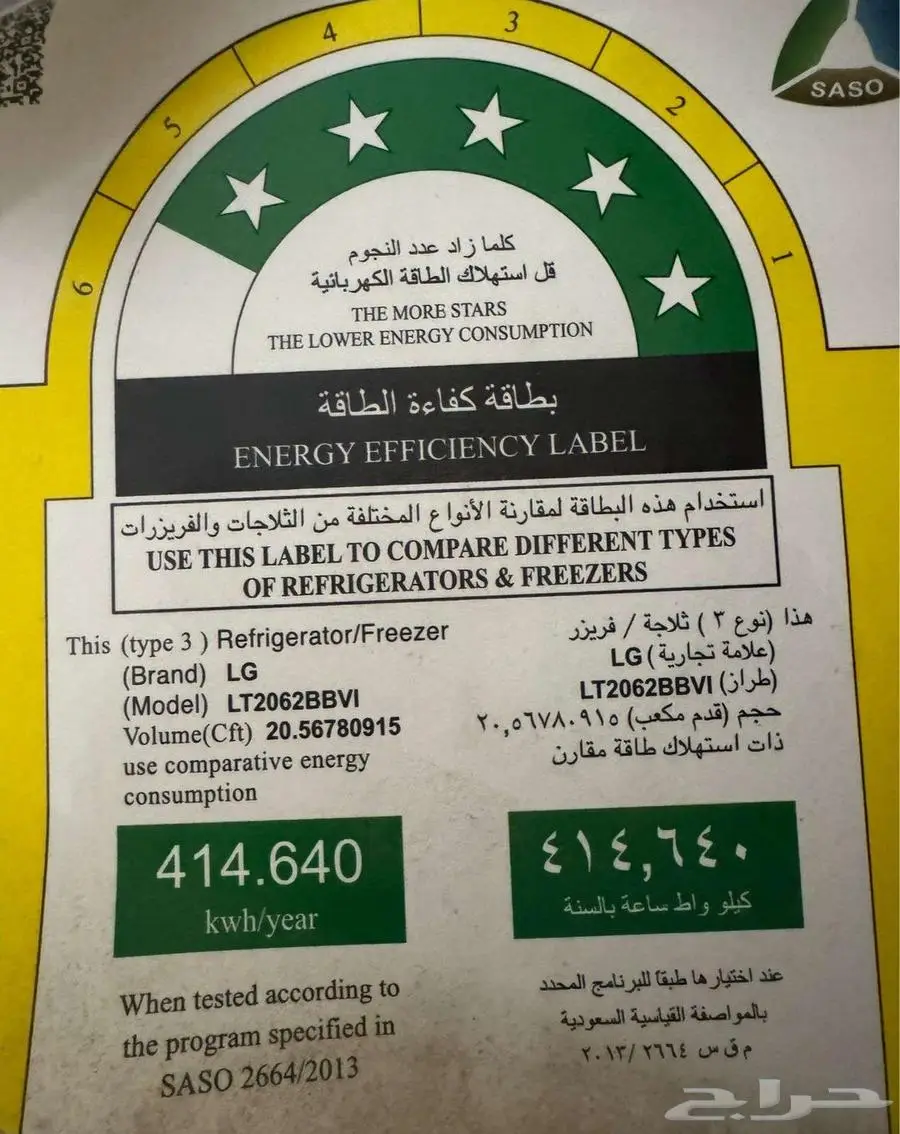 SASO
6 5 4 3 2 1
كلما زاد عدد النجوم
قل استهلاك الطاقة الكهربائية
THE MORE STARS
THE LOWER ENERGY CONSUMPTION
بطاقة كفاءة الطاقة
ENERGY EFFICIENCY LABEL
استخدام هذه البطاقة لمقارنة الأنواع المختلفة من الثلاجات والفريزرات
USE THIS LABEL TO COMPARE DIFFERENT TYPES
OF REFRIGERATORS & FREEZERS
This (type 3 ) Refrigerator/Freezer
(Brand) LG
(Model) LT2062BBVI
Volume(Cft) 20.56780915
use comparative energy
consumption
هذا (نوع ٣ ) ثلاجة / فريزر
(علامة تجارية) LG
(طراز) LT2062BBVI
حجم (قدم مكعب) ٢٠,٥٦٧٨٠٩١٥
ذات استهلاك طاقة مقارن
414.640
kwh/year
٤١٤,٦٤٠
كيلو واط ساعة بالسنة
When tested according to
the program specified in
SASO 2664/2013
عند اختيارها طبقا للبرنامج المحدد
بالمواصفة القياسية السعودية
م ق س ٢٦٦٤ /٢٠١٣
حراج